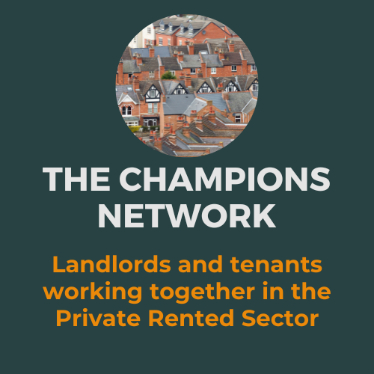 THE CHAMPIONS
NETWORK
Landlords and tenants
working together in the
Private Rented Sector